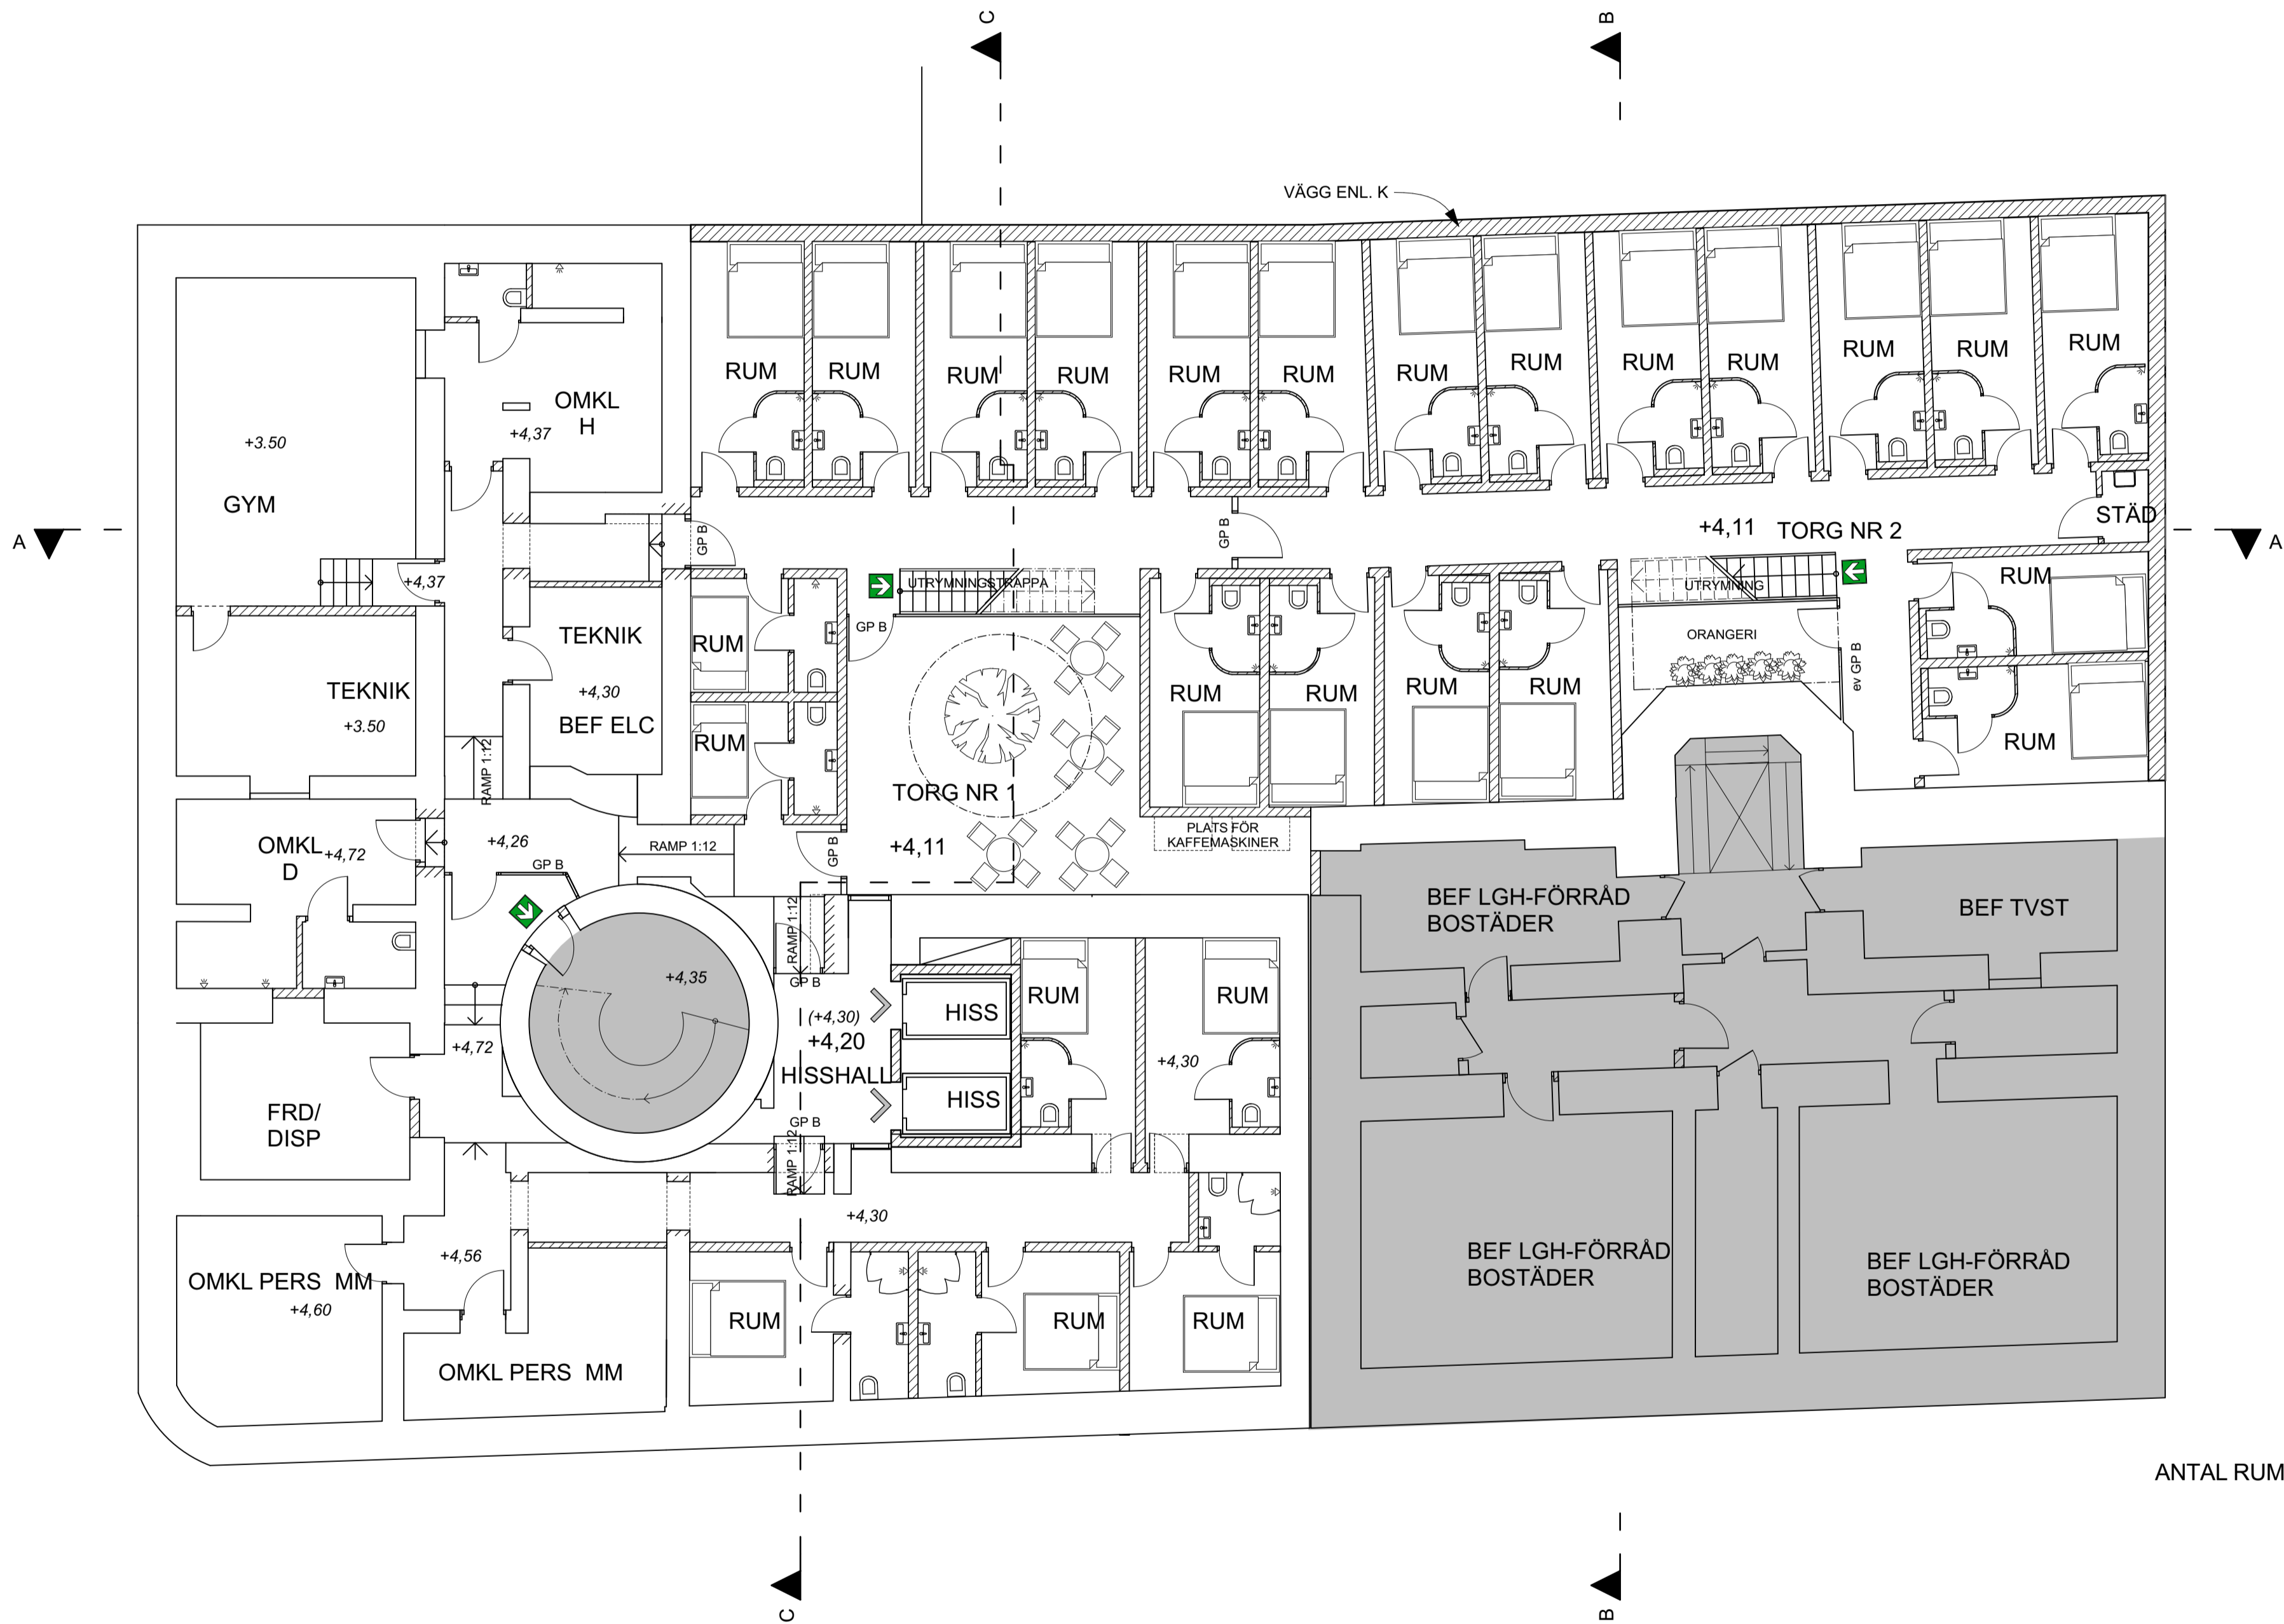 C
B
VÄGG ENL. K
RUM
RUM
RUM
RUM
RUM
RUM
RUM
RUM
RUM
RUM
RUM
RUM
RUM
OMKL
H
+4,37
+3.50
GYM
A
GP B
GP B
+4,11
TORG NR 2
STÄD
A
+4,37
UTRYMNINGSTRAPPA
UTRYMNING
RUM
TEKNIK
RUM
GP B
ORANGERI
ev GP B
TEKNIK
+3.50
+4,30
BEF ELC
RUM
RUM
RUM
RUM
RUM
RUM
RAMP 1:12
TORG NR 1
+4,11
PLATS FÖR
KAFFEMASKINER
OMKL
D
+4,72
+4,26
RAMP 1:12
GP B
GP B
BEF LGH-FÖRRÅD
BOSTÄDER
BEF TVST
RAMP 1:12
+4,35
GP B
(+4,30)
+4,20
HISSHALL
HISS
HISS
RUM
RUM
+4,30
+4,72
FRD/
DISP
GP B
RAMP 1:12
+4,30
+4,56
OMKL PERS MM
+4,60
OMKL PERS MM
RUM
RUM
RUM
BEF LGH-FÖRRÅD
BOSTÄDER
BEF LGH-FÖRRÅD
BOSTÄDER
ANTAL RUM
C
B